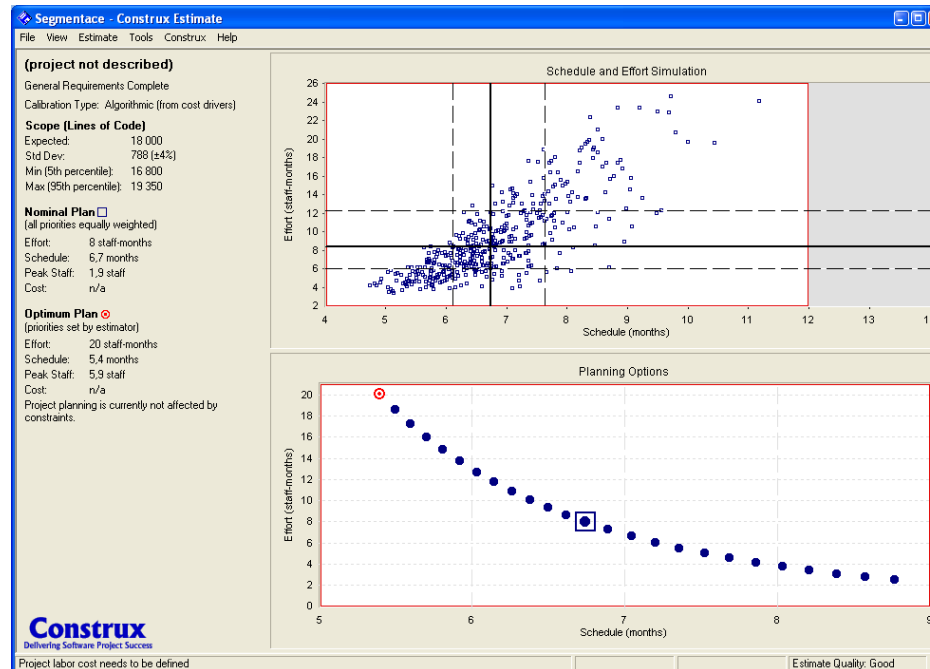 Segmentace - Construx Estimate
File View Estimate Tools Construx Help
(project not described)
General Requirements Complete
Calibration Type: Algorithmic (from cost drivers)
Scope (Lines of Code)
Expected: 18 000
Std Dev: 788 (±4%)
Min (5th percentile): 16 800
Max (95th percentile): 19 350
Nominal Plan
(all priorities equally weighted)
Effort: 8 staff-months
Schedule: 6,7 months
Peak Staff: 1,9 staff
Cost: n/a
Optimum Plan
(priorities set by estimator)
Effort: 20 staff-months
Schedule: 5,4 months
Peak Staff: 5,9 staff
Cost: n/a
Project planning is currently not affected by
constraints.
Construx
Delivering Software Project Success
Schedule and Effort Simulation
Effort (staff-months)
26
24
22
20
18
16
14
12
10
8
6
4
2
4 5 6 7 8 9 10 11 12 13
Schedule (months)
Planning Options
Effort (staff-months)
20
18
16
14
12
10
8
6
4
2
0
5 6 7 8 9
Schedule (months)
Project labor cost needs to be defined
Estimate Quality: Good